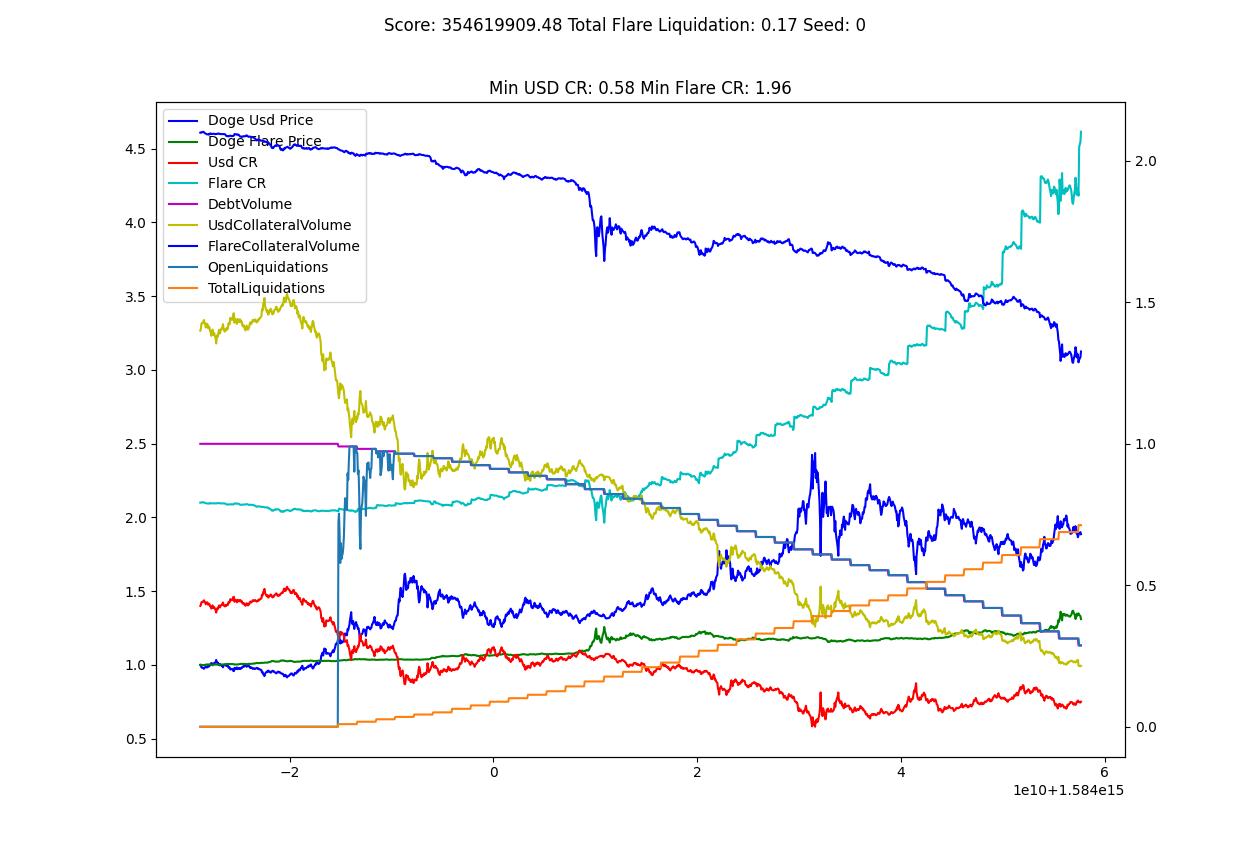 Score: 354619909.48 Total Flare Liquidation: 0.17 Seed: 0
Min USD CR: 0.58 Min Flare CR: 1.96
Doge Usd Price
Doge Flare Price
Usd CR
Flare CR
DebtVolume
UsdCollateralVolume
FlareCollateralVolume
OpenLiquidations
TotalLiquidations
4.5
4.0
3.5
3.0
2.5
2.0
1.5
1.0
0.5
2.0
1.5
1.0
0.5
0.0
−2 0 2 4 6
1e10+1.584e15